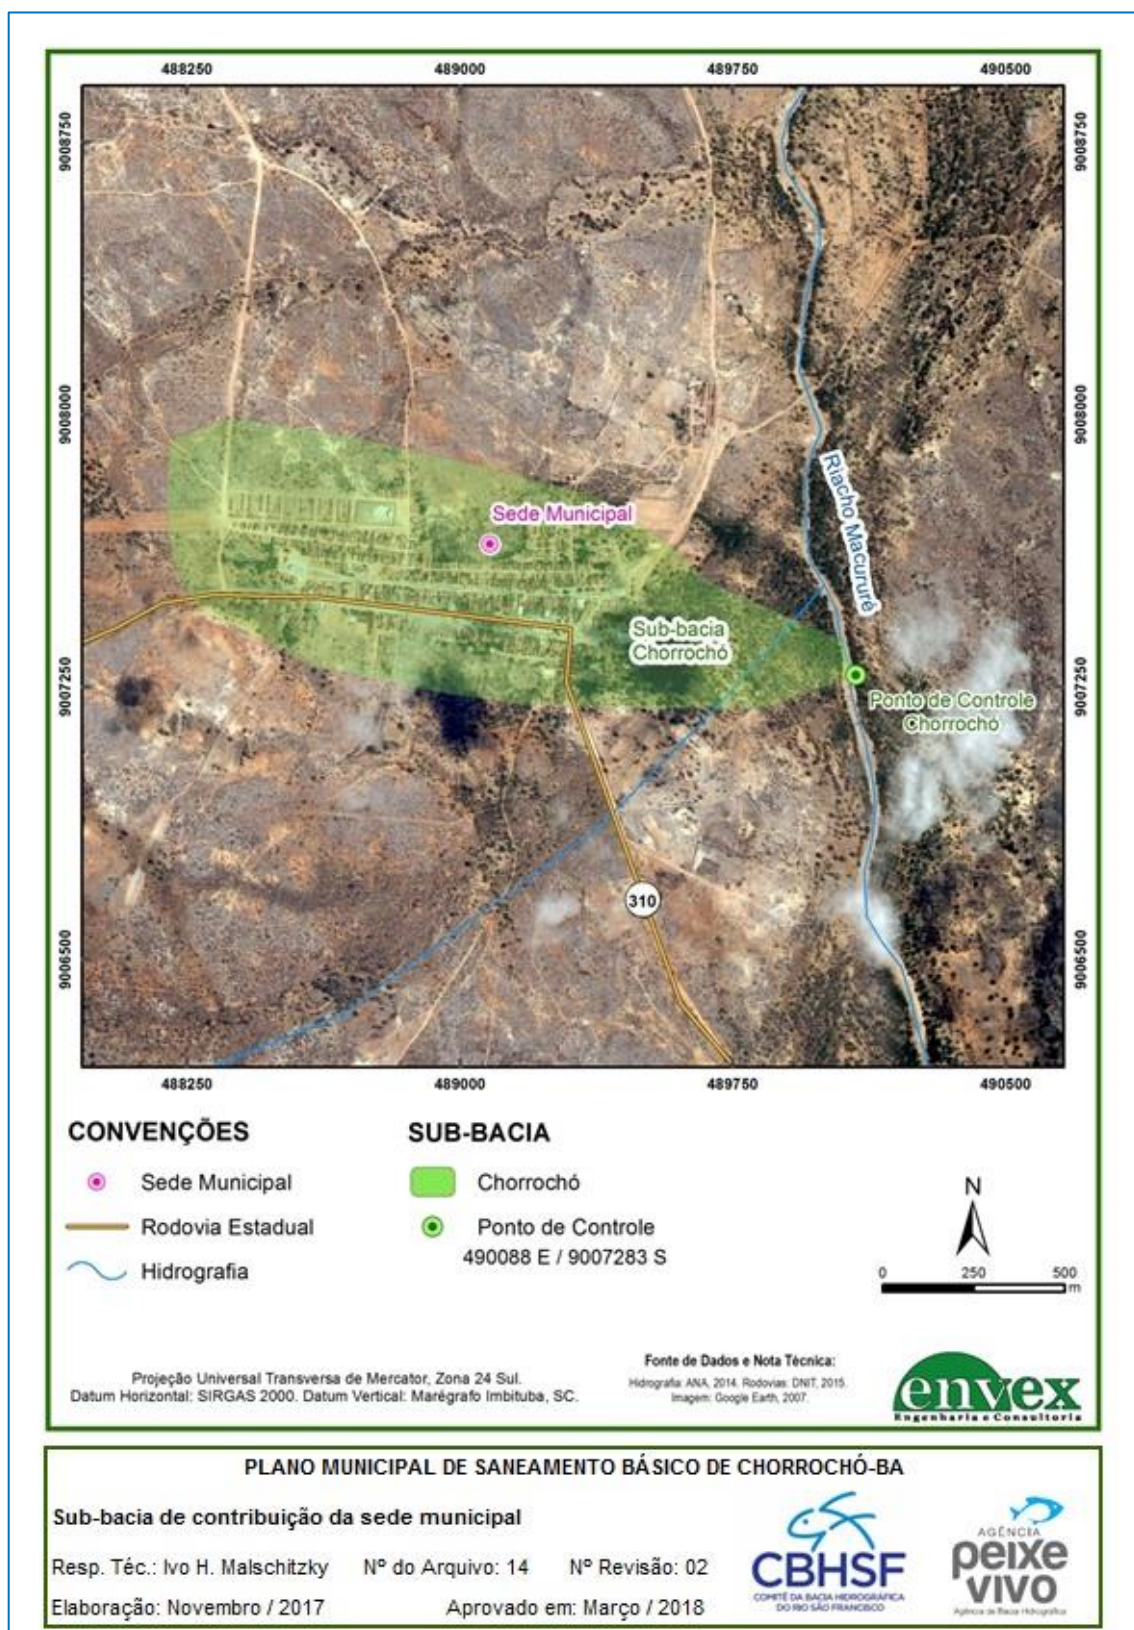 488250 489000 489750 490500
9008750 9008750
9008000 9008000
Riacho Macururé
Sede Municipal
Sub-bacia
Chorrochó
9007250 9007250
Ponto de Controle
Chorrochó
310
9006500 9006500
488250 489000 489750 490500
CONVENÇÕES
Sede Municipal
Rodovia Estadual
Hidrografia
SUB-BACIA
Chorrochó
Ponto de Controle
490088 E / 9007283 S
N
0 250 500
m
Projeção Universal Transversa de Mercator, Zona 24 Sul.
Datum Horizontal: SIRGAS 2000. Datum Vertical: Marégrafo Imbituba, SC.
Fonte de Dados e Nota Técnica:
Hidrografia: ANA, 2014. Rodovias: DNIT, 2015.
Imagem: Google Earth, 2007.
envex
Engenharia e Consultoria
PLANO MUNICIPAL DE SANEAMENTO BÁSICO DE CHORROCHÓ-BA
Sub-bacia de contribuição da sede municipal
Resp. Téc.: Ivo H. Malschitzky Nº do Arquivo: 14 Nº Revisão: 02
Elaboração: Novembro / 2017 Aprovado em: Março / 2018
CBHSF
COMITÊ DA BACIA HIDROGRÁFICA
DO RIO SÃO FRANCISCO
AGÊNCIA
peixe
VIVO
Agência de Bacia Hidrográfica